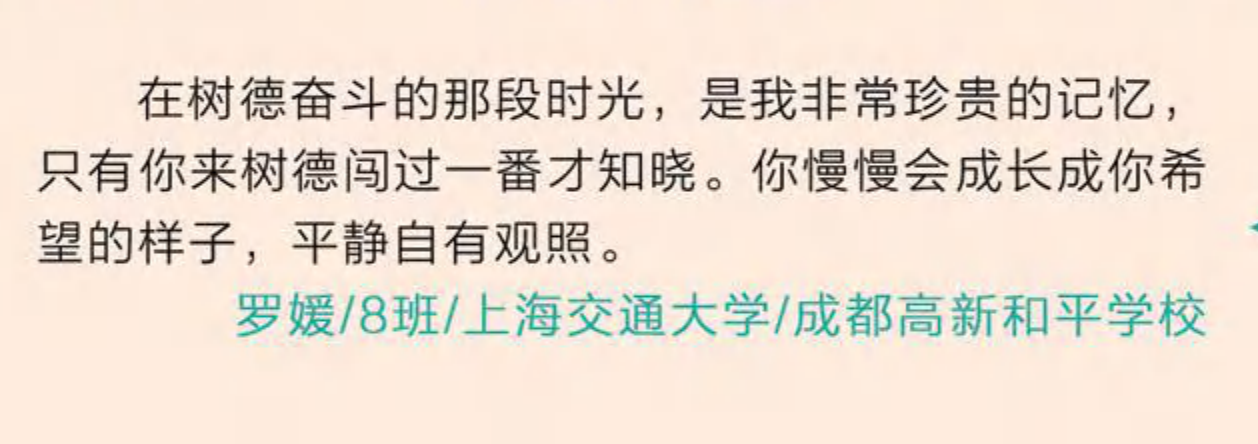 在树德奋斗的那段时光，是我非常珍贵的记忆，
只有你来树德闯过一番才知晓。你慢慢会成长成你希
望的样子，平静自有观照。
罗媛/8班/上海交通大学/成都高新和平学校